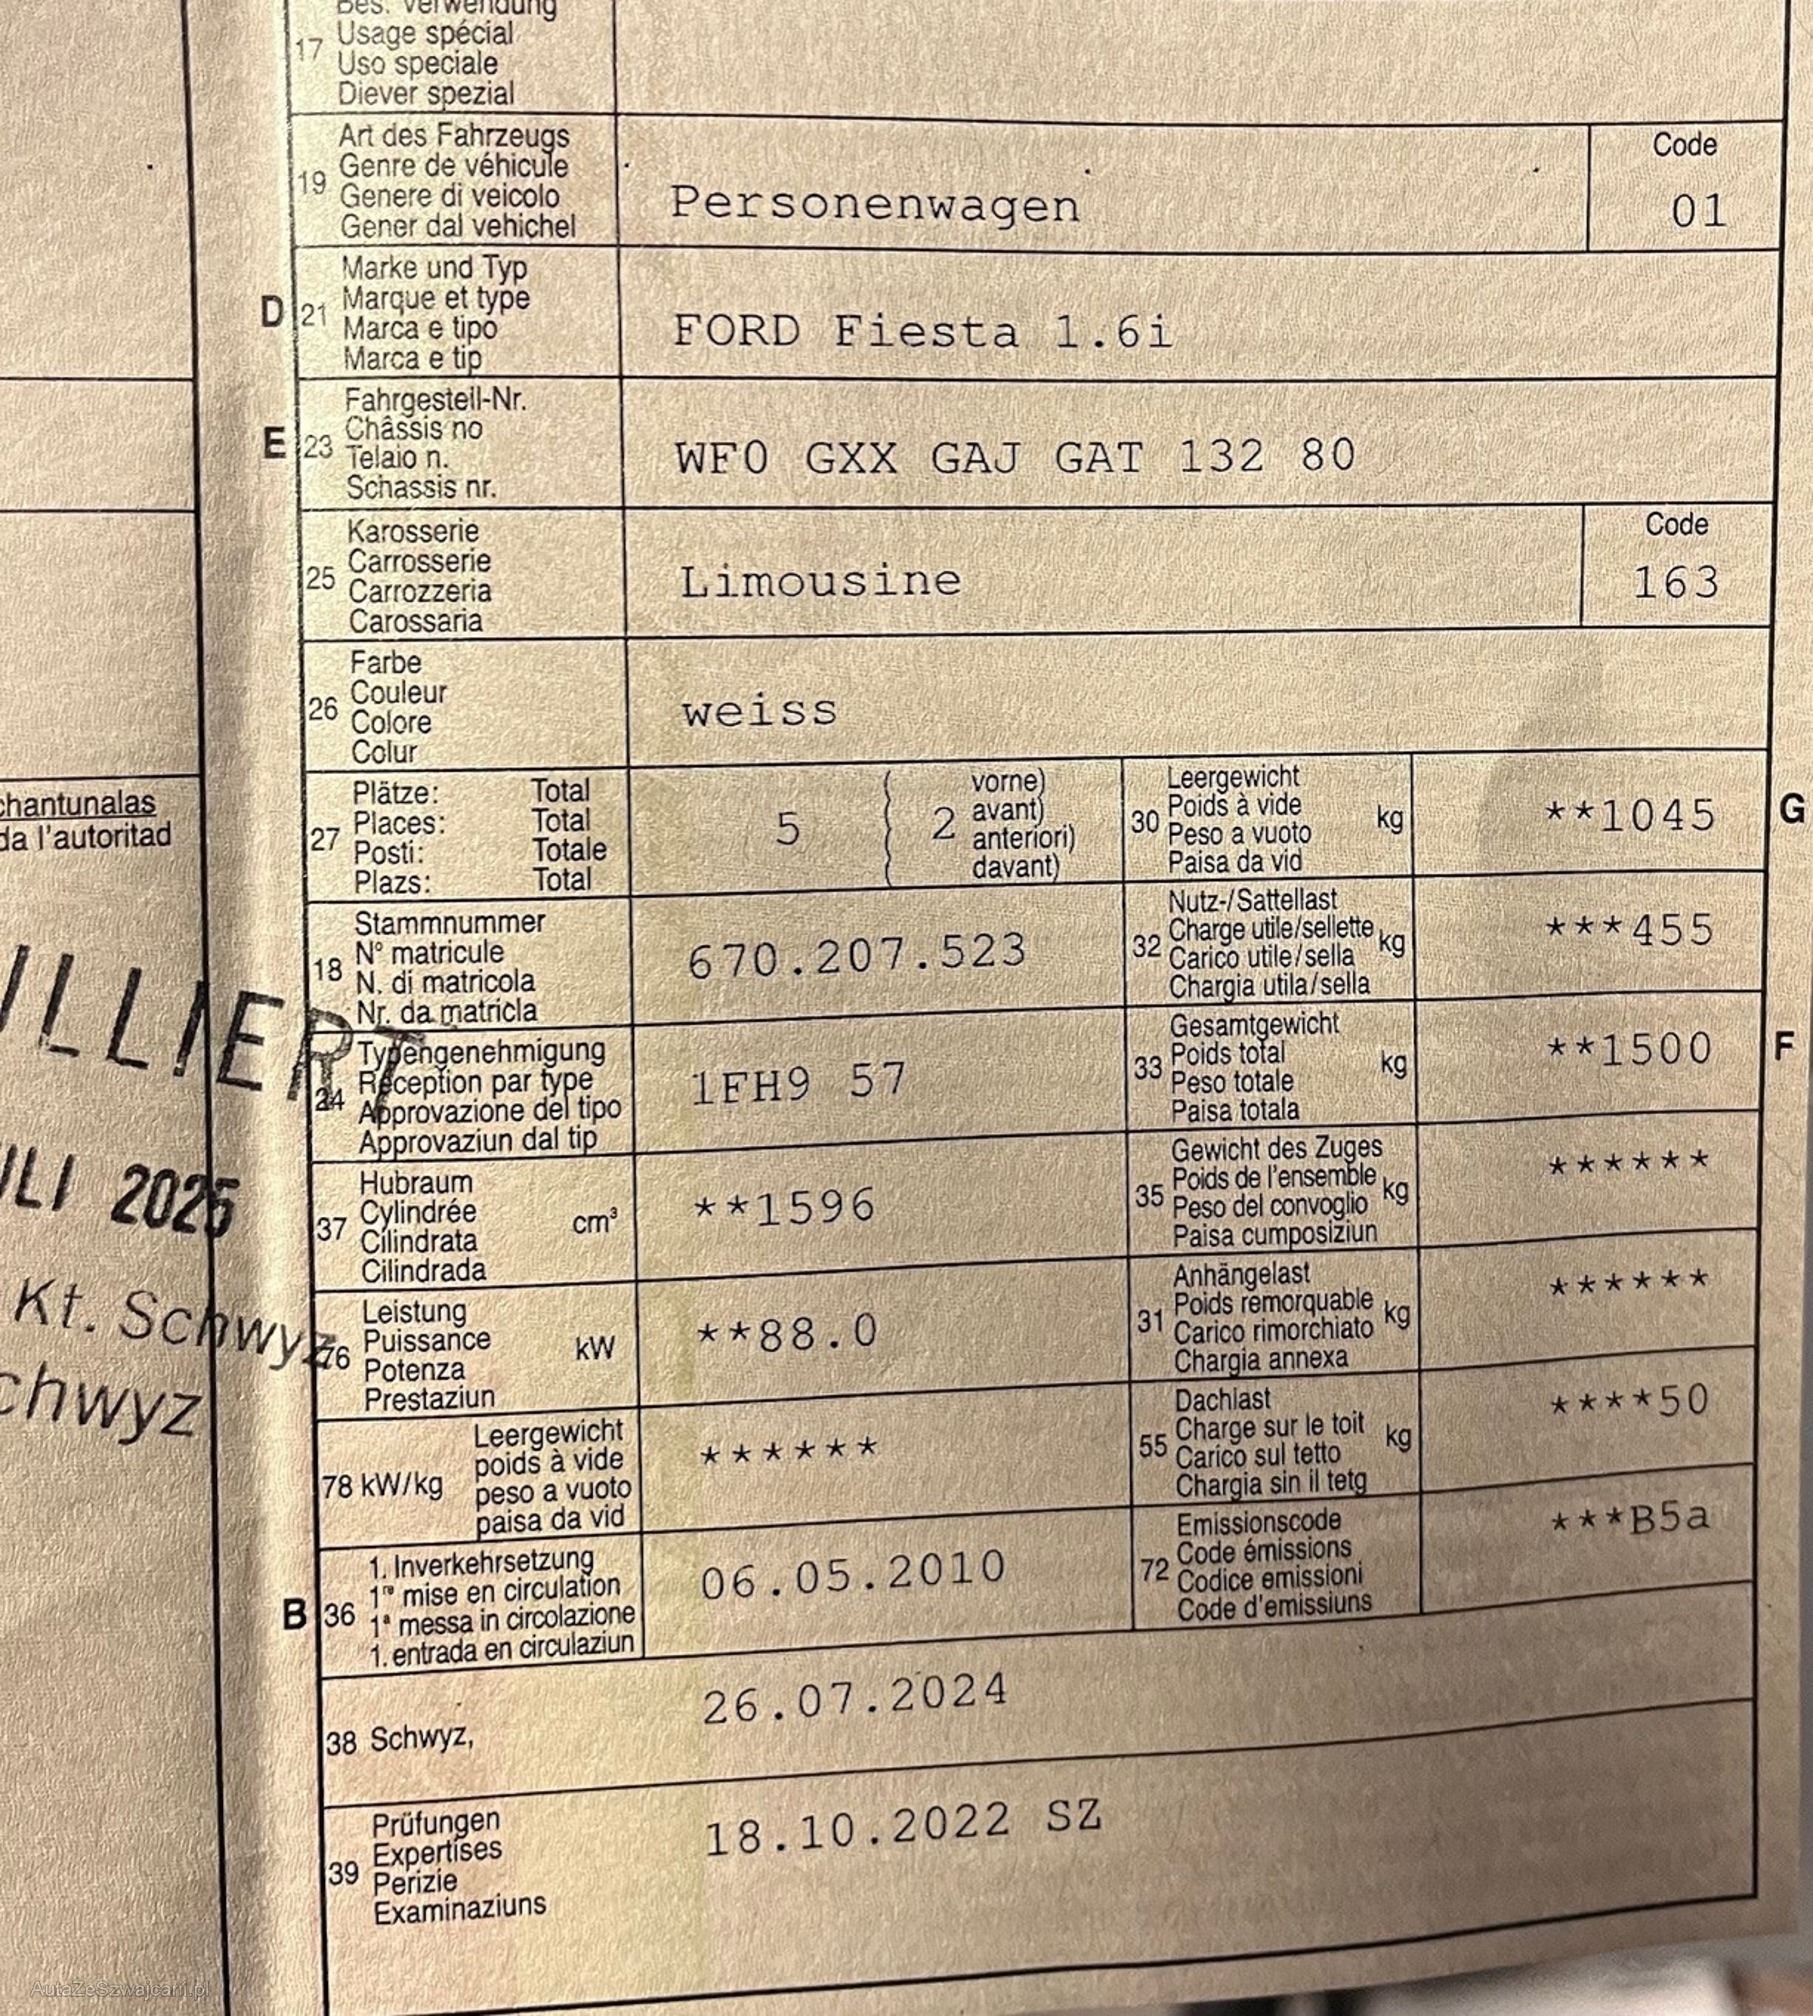 Bes. Verwendung
17 Usage spécial
Uso speciale
Diever spezial
Art des Fahrzeugs
19 Genre de véhicule
Genere di veicolo
Gener dal vehichel
Personenwagen
Code
01
D 21 Marke und Typ
Marque et type
Marca e tipo
Marca e tip
FORD Fiesta 1.6i
E 23 Fahrgestell-Nr.
Châssis no
Telaio n.
Schassis nr.
WF0 GXX GAJ GAT 132 80
25 Karosserie
Carrosserie
Carrozzeria
Carossaria
Limousine
Code
163
26 Farbe
Couleur
Colore
Colur
weiss
27 Plätze: Total
Places: Total
Posti: Totale
Plazs: Total
5 ( 2 vorne)
avant)
anteriori)
davant)
30 Leergewicht
Poids à vide kg
Peso a vuoto
Paisa da vid
**1045 G
18 Stammnummer
N° matricule
N. di matricola
Nr. da matricla
670.207.523
32 Nutz-/Sattellast
Charge utile/sellette kg
Carico utile/sella
Chargia utila/sella
***455
24 Typengenehmigung
Réception par type
Approvazione del tipo
Approvaziun dal tip
1FH9 57
33 Gesamtgewicht
Poids total kg
Peso totale
Paisa totala
**1500 F
37 Hubraum
Cylindrée cm³
Cilindrata
Cilindrada
**1596
35 Gewicht des Zuges
Poids de l'ensemble kg
Peso del convoglio
Paisa cumposiziun
******
76 Leistung
Puissance kW
Potenza
Prestaziun
**88.0
31 Anhängelast
Poids remorquable kg
Carico rimorchiato
Chargia annexa
******
78 kW/kg Leergewicht
poids à vide
peso a vuoto
paisa da vid
******
55 Dachlast
Charge sur le toit kg
Carico sul tetto
Chargia sin il tetg
****50
B 36 1. Inverkehrsetzung
1re mise en circulation
1a messa in circolazione
1. entrada en circulaziun
06.05.2010
72 Emissionscode
Code émissions
Codice emissioni
Code d'emissiuns
***B5a
38 Schwyz,
26.07.2024
39 Prüfungen
Expertises
Perizie
Examinaziuns
18.10.2022 SZ
chantunalas
da l'autoritad
ULLIERT
ULI 2025
Kt. Schwyz
chwyz
AutaZeSzwajcarii.pl